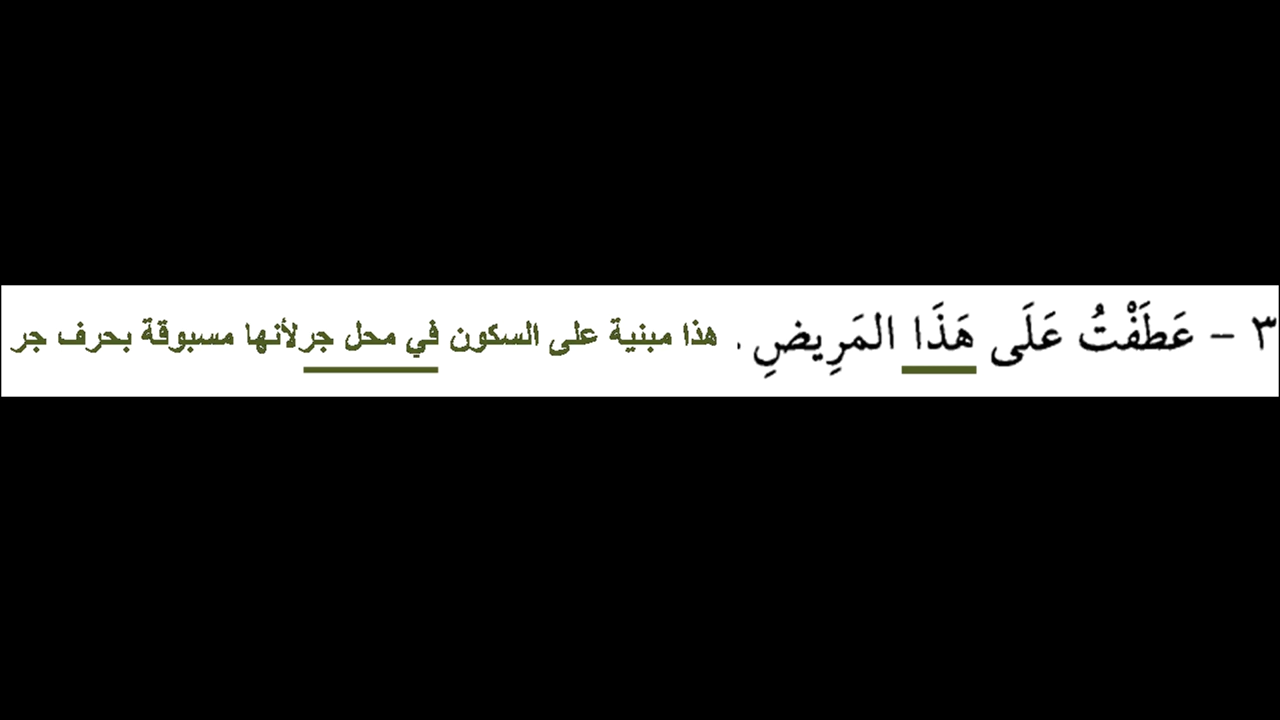 ٣ - عَطَفْتُ عَلَى هَذَا المَرِيضِ . هذا مبنية على السكون في محل جرلأنها مسبوقة بحرف جر